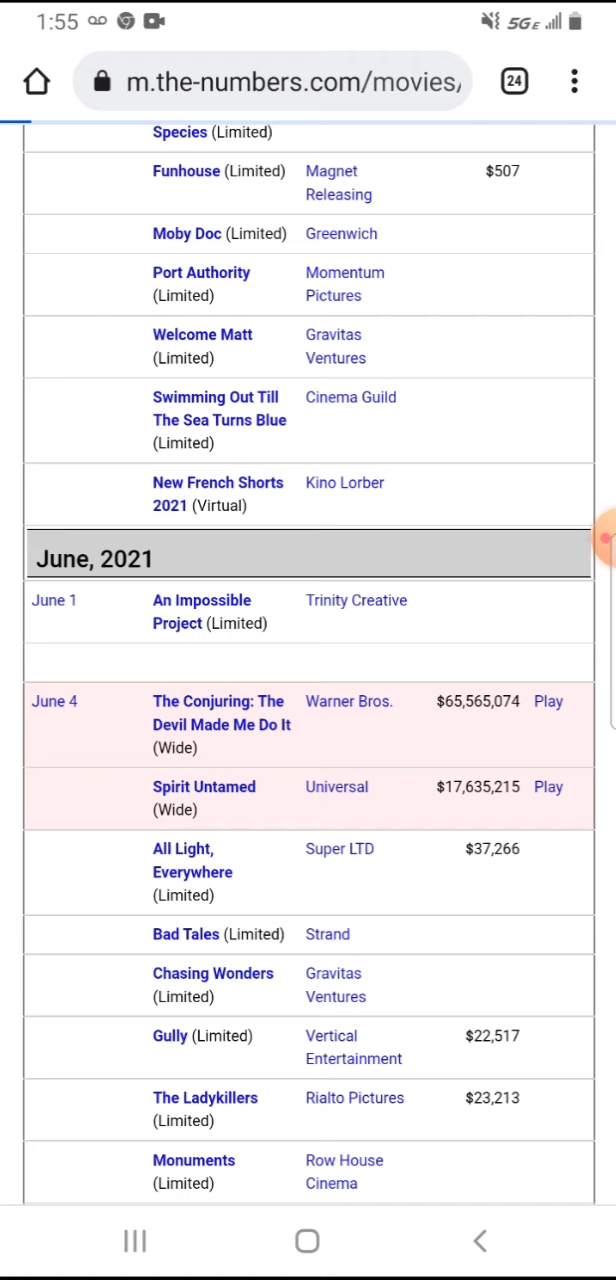 1:55
5GE
m.the-numbers.com/movies/
24
Species (Limited)
Funhouse (Limited) Magnet $507
Releasing
Moby Doc (Limited) Greenwich
Port Authority Momentum
(Limited) Pictures
Welcome Matt Gravitas
(Limited) Ventures
Swimming Out Till Cinema Guild
The Sea Turns Blue
(Limited)
New French Shorts Kino Lorber
2021 (Virtual)
June, 2021
June 1 An Impossible Trinity Creative
Project (Limited)
June 4 The Conjuring: The Warner Bros. $65,565,074 Play
Devil Made Me Do It
(Wide)
Spirit Untamed Universal $17,635,215 Play
(Wide)
All Light, Super LTD $37,266
Everywhere
(Limited)
Bad Tales (Limited) Strand
Chasing Wonders Gravitas
(Limited) Ventures
Gully (Limited) Vertical $22,517
Entertainment
The Ladykillers Rialto Pictures $23,213
(Limited)
Monuments Row House
(Limited) Cinema